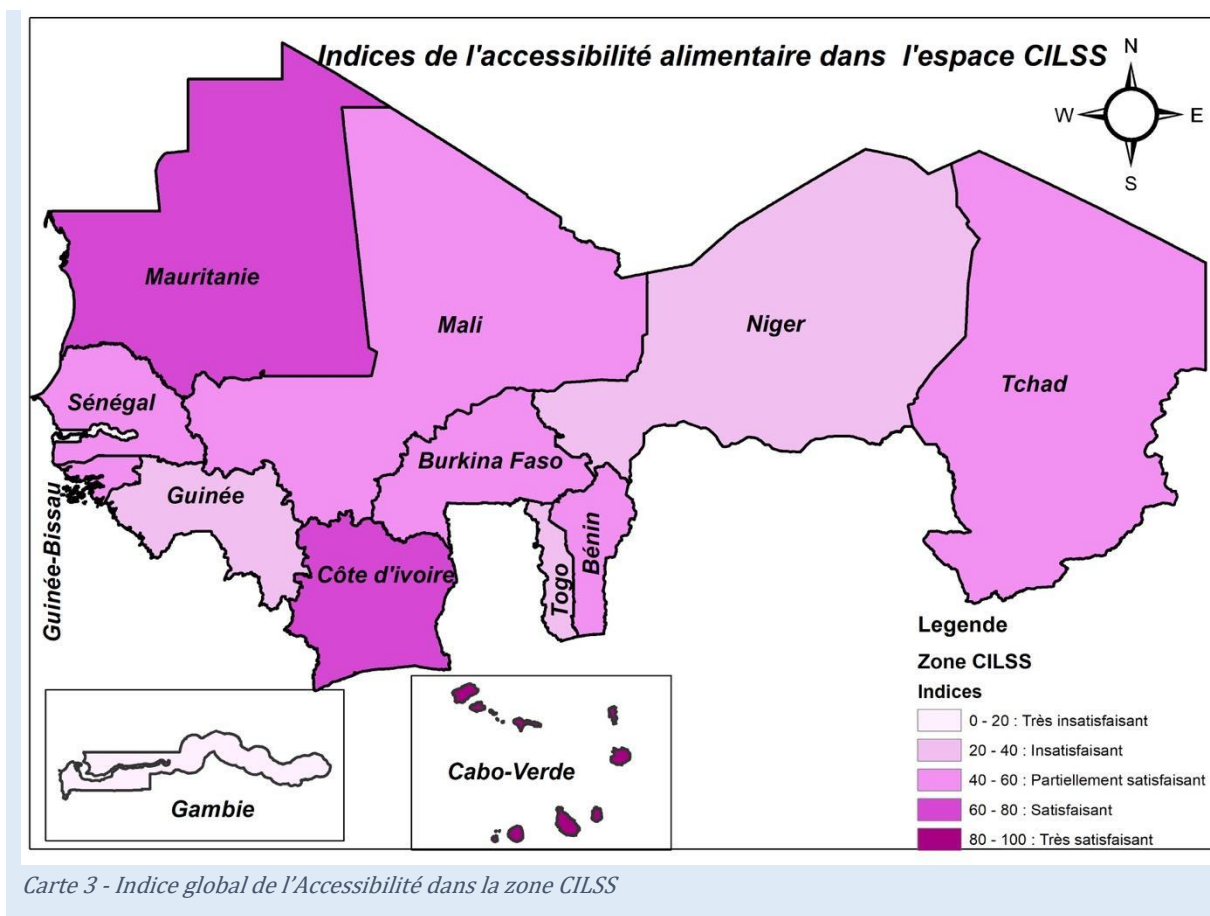 Indices de l'accessibilité alimentaire dans l'espace CILSS
N
W
E
S
Mauritanie
Mali
Niger
Tchad
Sénégal
Burkina Faso
Guinée
Guinée-Bissau
Côte d'ivoire
Togo
Bénin
Gambie
Cabo-Verde
Legende
Zone CILSS
Indices
0 - 20 : Très insatisfaisant
20 - 40 : Insatisfaisant
40 - 60 : Partiellement satisfaisant
60 - 80 : Satisfaisant
80 - 100 : Très satisfaisant
Carte 3 - Indice global de l'Accessibilité dans la zone CILSS